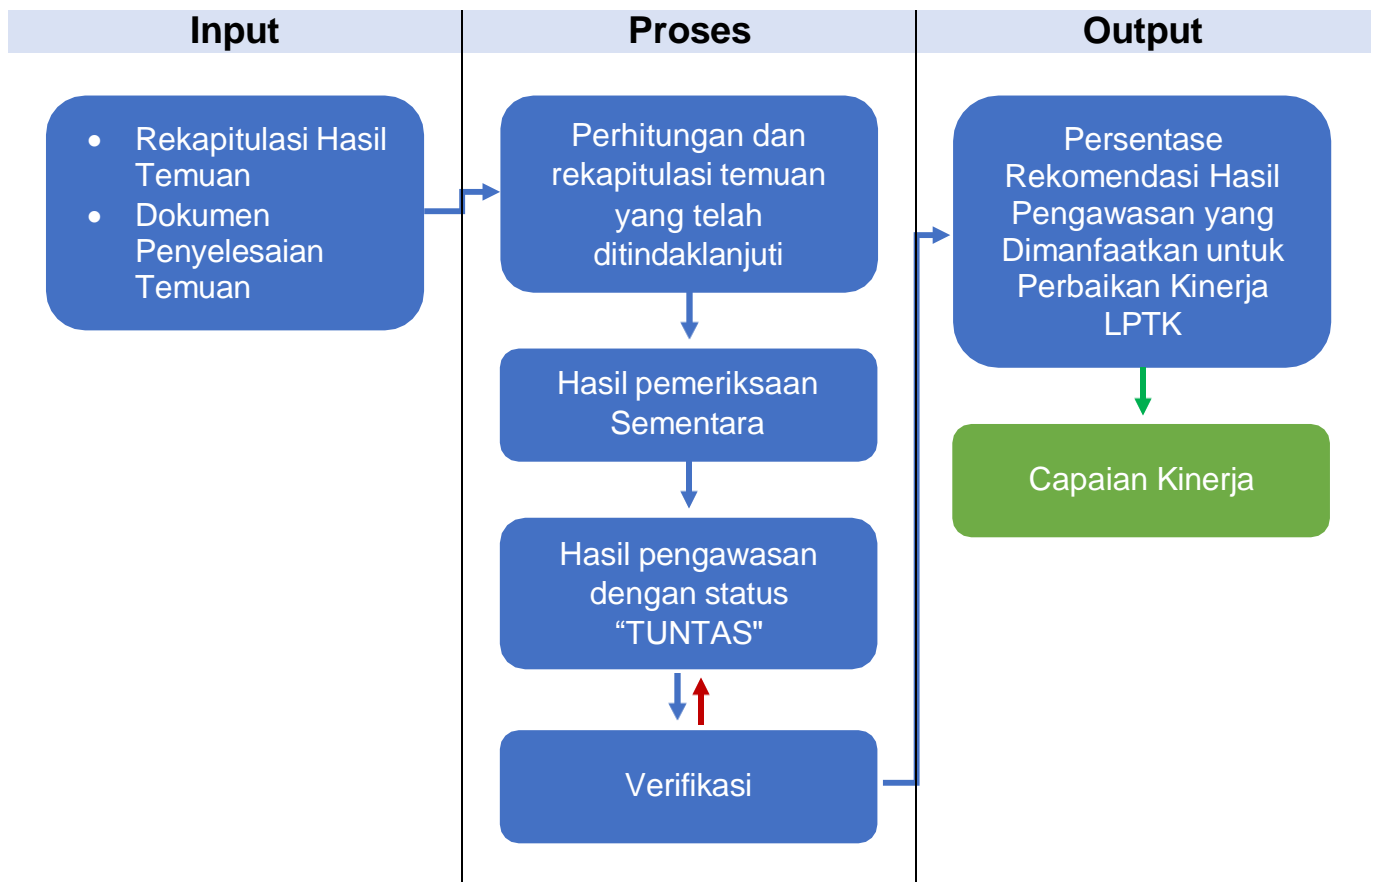 Input
Proses
Output
• Rekapitulasi Hasil
Temuan
• Dokumen
Penyelesaian
Temuan
Perhitungan dan
rekapitulasi temuan
yang telah
ditindaklanjuti
Hasil pemeriksaan
Sementara
Hasil pengawasan
dengan status
“TUNTAS"
Verifikasi
Persentase
Rekomendasi Hasil
Pengawasan yang
Dimanfaatkan untuk
Perbaikan Kinerja
LPTK
Capaian Kinerja